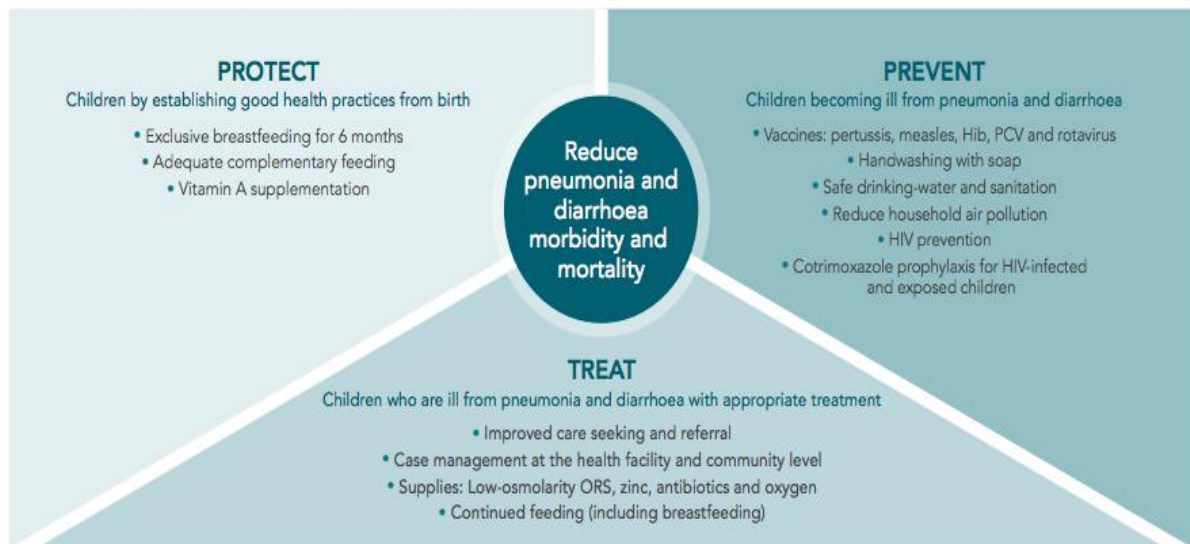 PROTECT
Children by establishing good health practices from birth
• Exclusive breastfeeding for 6 months
• Adequate complementary feeding
• Vitamin A supplementation
Reduce
pneumonia and
diarrhoea
morbidity and
mortality
PREVENT
Children becoming ill from pneumonia and diarrhoea
• Vaccines: pertussis, measles, Hib, PCV and rotavirus
• Handwashing with soap
• Safe drinking-water and sanitation
• Reduce household air pollution
• HIV prevention
• Cotrimoxazole prophylaxis for HIV-infected
and exposed children
TREAT
Children who are ill from pneumonia and diarrhoea with appropriate treatment
• Improved care seeking and referral
• Case management at the health facility and community level
• Supplies: Low-osmolarity ORS, zinc, antibiotics and oxygen
• Continued feeding (including breastfeeding)